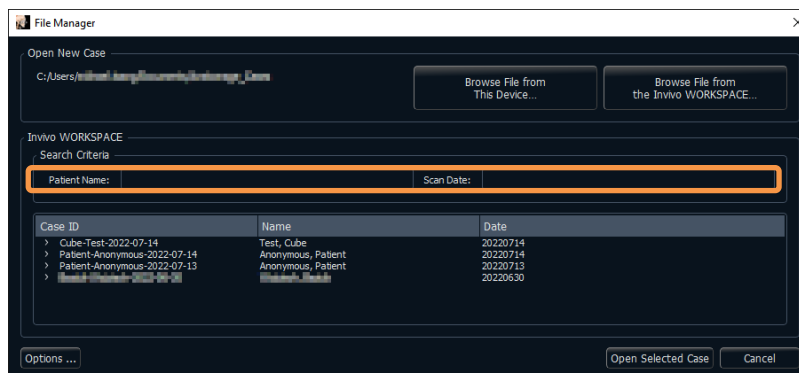 File Manager
Open New Case
C:/Users/
Browse File from
This Device...
Browse File from
the Invivo WORKSPACE...
Invivo WORKSPACE
Search Criteria
Patient Name:
Scan Date:
Case ID Name Date
Cube-Test-2022-07-14 Test, Cube 20220714
Patient-Anonymous-2022-07-14 Anonymous, Patient 20220714
Patient-Anonymous-2022-07-13 Anonymous, Patient 20220713
20220630
Options ...
Open Selected Case
Cancel